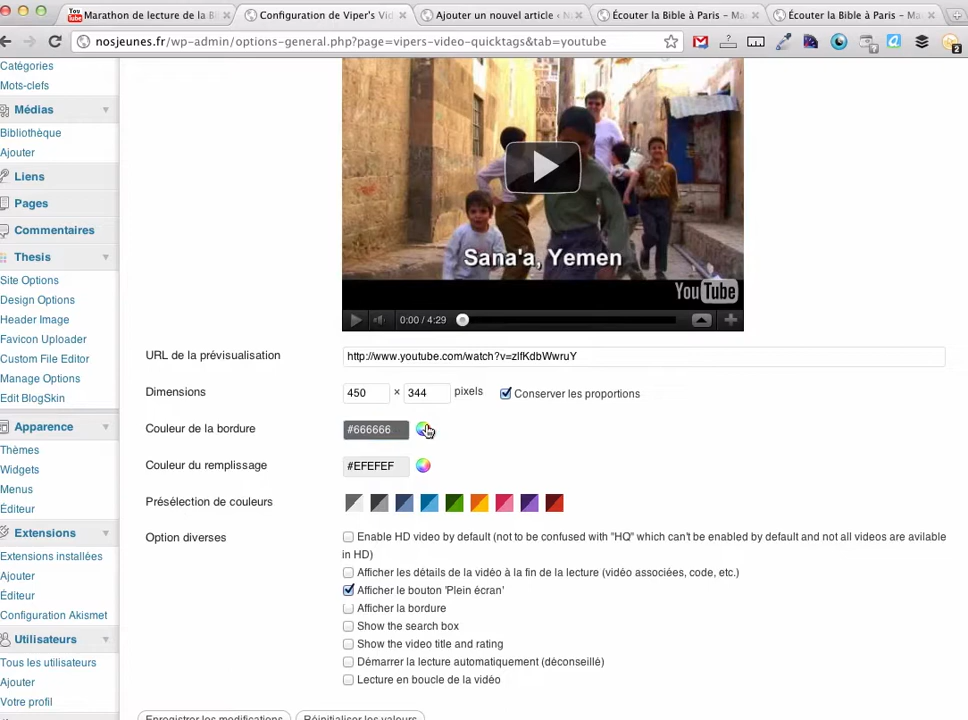 Marathon de lecture de la B
Configuration de Viper's Vi
Ajouter un nouvel article ‹
Écouter la Bible à Paris - Ma
Écouter la Bible à Paris - Ma
nosjeunes.fr/wp-admin/options-general.php?page=vipers-video-quicktags&tab=youtube
2
Catégories
Mots-clefs
Médias
Bibliothèque
Ajouter
Liens
Pages
Commentaires
Thesis
Site Options
Design Options
Header Image
Favicon Uploader
Custom File Editor
Manage Options
Edit BlogSkin
Apparence
Thèmes
Widgets
Menus
Éditeur
Extensions
Extensions installées
Ajouter
Éditeur
Configuration Akismet
Utilisateurs
Tous les utilisateurs
Ajouter
Votre profil
Sana'a, Yemen
YouTube
0:00 / 4:29
URL de la prévisualisation
http://www.youtube.com/watch?v=zlfKdbWwruY
Dimensions
450 × 344 pixels
Conserver les proportions
Couleur de la bordure
#666666
Couleur du remplissage
#EFEFEF
Présélection de couleurs
Option diverses
Enable HD video by default (not to be confused with "HQ" which can't be enabled by default and not all videos are avilable
in HD)
Afficher les détails de la vidéo à la fin de la lecture (vidéo associées, code, etc.)
Afficher le bouton 'Plein écran'
Afficher la bordure
Show the search box
Show the video title and rating
Démarrer la lecture automatiquement (déconseillé)
Lecture en boucle de la vidéo
Enregistrer les modifications
Réinitialiser les valeurs